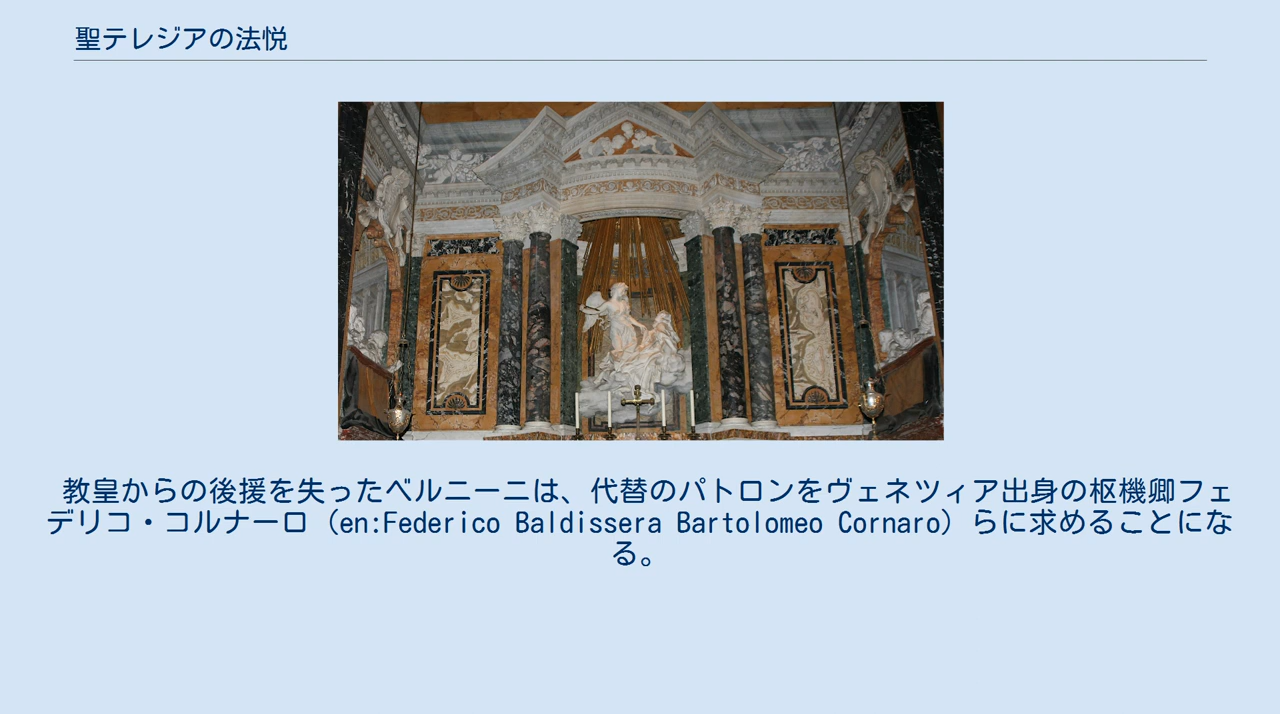 聖テレジアの法悦
教皇からの後援を失ったベルニーニは、代替のパトロンをヴェネツィア出身の枢機卿フェ
デリコ・コルナーロ（en:Federico Baldissera Bartolomeo Cornaro）らに求めることにな
る。